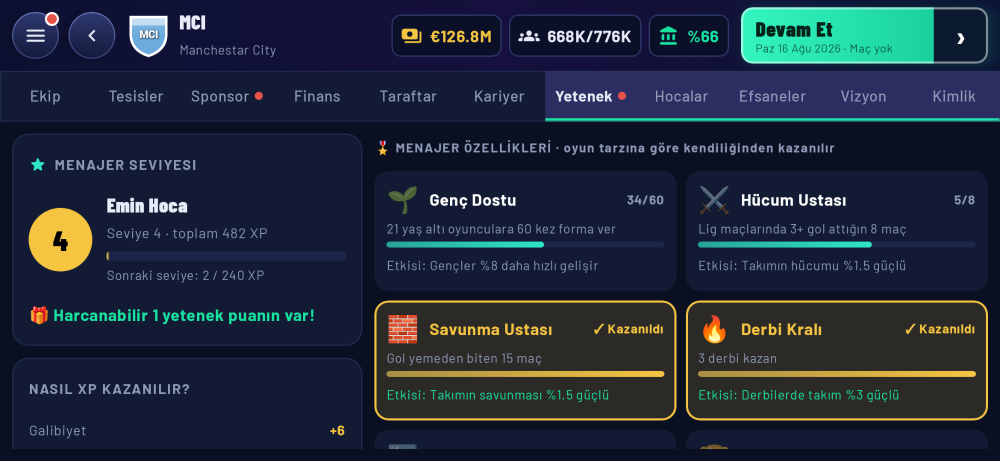 MCI
MCI
Manchestar City
€126.8M
668K/776K
%66
Devam Et
Paz 16 Ağu 2026 · Maç yok
Ekip
Tesisler
Sponsor
Finans
Taraftar
Kariyer
Yetenek
Hocalar
Efsaneler
Vizyon
Kimlik
MENAJER SEVIYESI
Emin Hoca
4
Seviye 4 · toplam 482 XP
Sonraki seviye: 2 / 240 XP
Harcanabilir 1 yetenek puanın var!
NASIL XP KAZANILIR?
Galibiyet +6
MENAJER ÖZELLİKLERİ · oyun tarzına göre kendiliğinden kazanılır
Genç Dostu 34/60
21 yaş altı oyunculara 60 kez forma ver
Etkisi: Gençler %8 daha hızlı gelişir
Hücum Ustası 5/8
Lig maçlarında 3+ gol attığın 8 maç
Etkisi: Takımın hücumu %1,5 güçlü
Savunma Ustası ✓ Kazanıldı
Gol yemeden biten 15 maç
Etkisi: Takımın savunması %1,5 güçlü
Derbi Kralı ✓ Kazanıldı
3 derbi kazan
Etkisi: Derbilerde takım %3 güçlü